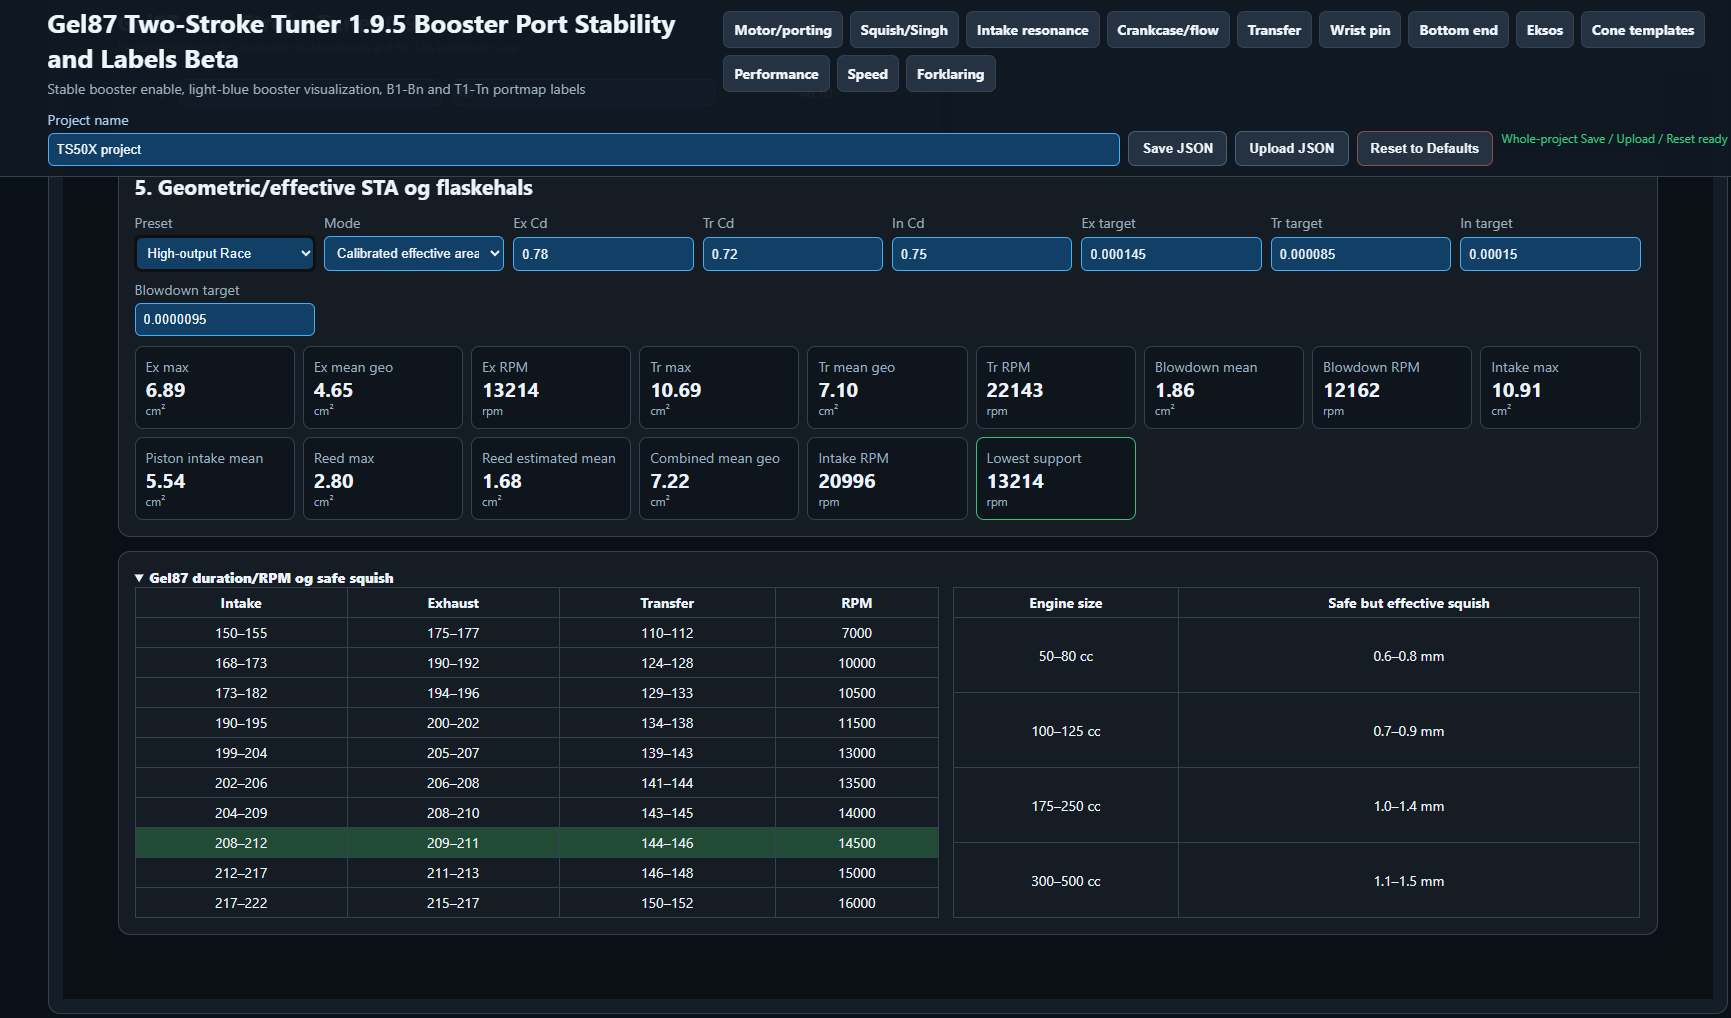 Gel87 Two-Stroke Tuner 1.9.5 Booster Port Stability
and Labels Beta
Stable booster enable, light-blue booster visualization, B1-Bn and T1-Tn portmap labels
Motor/porting Squish/Singh Intake resonance Crankcase/flow Transfer Wrist pin Bottom end Eksos Cone templates
Performance Speed Forklaring
Project name
TS50X project Save JSON Upload JSON Reset to Defaults Whole-project Save / Upload / Reset ready
5. Geometric/effective STA og flaskehals
Preset Mode Ex Cd Tr Cd In Cd Ex target Tr target In target
High-output Race Calibrated effective area 0.78 0.72 0.75 0.000145 0.000085 0.00015
Blowdown target
0.0000095
Ex max Ex mean geo Ex RPM Tr max Tr mean geo Tr RPM Blowdown mean Blowdown RPM Intake max
6.89 4.65 13214 10.69 7.10 22143 1.86 12162 10.91
cm² cm² rpm cm² cm² rpm cm² rpm cm²
Piston intake mean Reed max Reed estimated mean Combined mean geo Intake RPM Lowest support
5.54 2.80 1.68 7.22 20996 13214
cm² cm² cm² cm² rpm rpm
▼ Gel87 duration/RPM og safe squish
Intake Exhaust Transfer RPM
150–155 175–177 110–112 7000
168–173 190–192 124–128 10000
173–182 194–196 129–133 10500
190–195 200–202 134–138 11500
199–204 205–207 139–143 13000
202–206 206–208 141–144 13500
204–209 208–210 143–145 14000
208–212 209–211 144–146 14500
212–217 211–213 146–148 15000
217–222 215–217 150–152 16000
Engine size Safe but effective squish
50–80 cc 0.6–0.8 mm
100–125 cc 0.7–0.9 mm
175–250 cc 1.0–1.4 mm
300–500 cc 1.1–1.5 mm